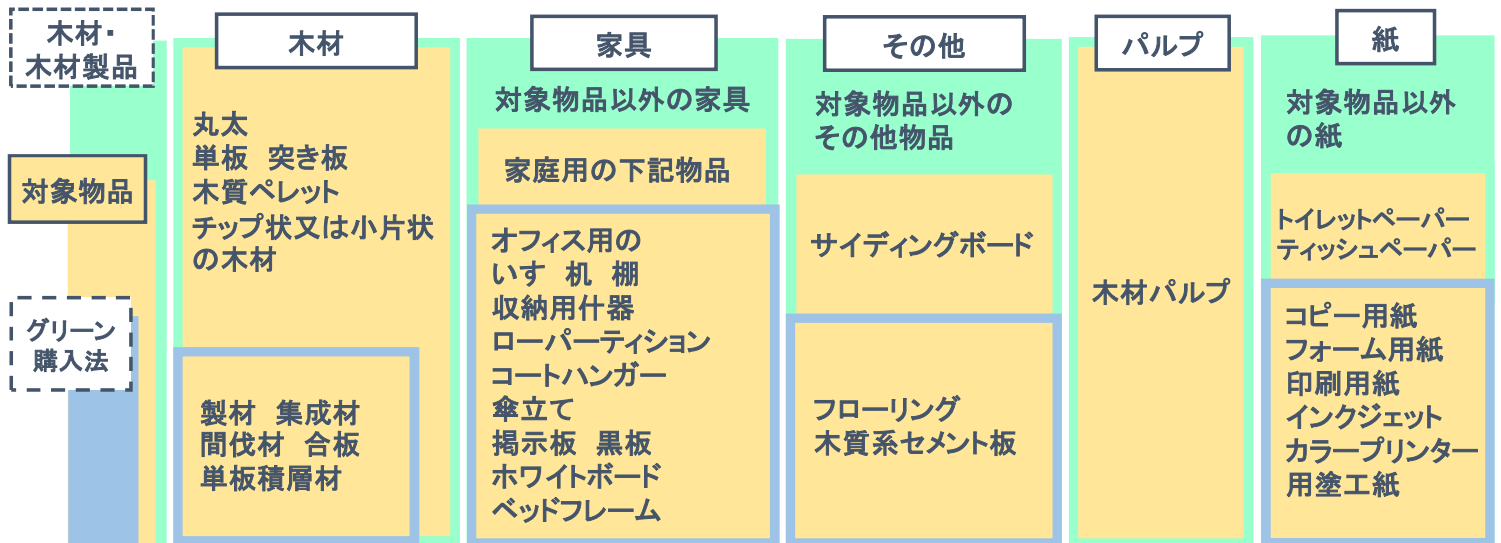 木材・
木材製品
対象物品
グリーン
購入法
木材
丸太
単板　突き板
木質ペレット
チップ状又は小片状
の木材
製材　集成材
間伐材　合板
単板積層材
家具
対象物品以外の家具
家庭用の下記物品
オフィス用の
いす　机　棚
収納用什器
ローパーティション
コートハンガー
傘立て
掲示板　黒板
ホワイトボード
ベッドフレーム
その他
対象物品以外の
その他物品
サイディングボード
フローリング
木質系セメント板
パルプ
木材パルプ
紙
対象物品以外
の紙
トイレットペーパー
ティッシュペーパー
コピー用紙
フォーム用紙
印刷用紙
インクジェット
カラープリンター
用塗工紙